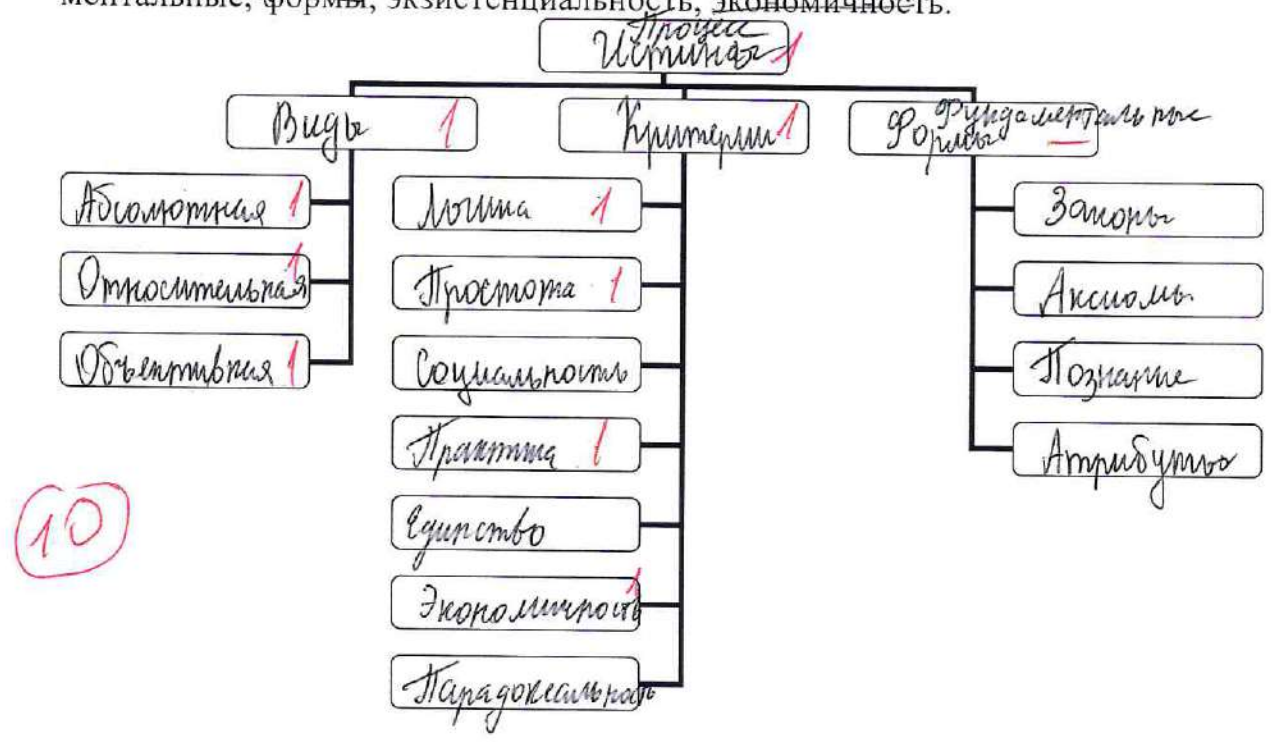 ментальные, формы, экзистенциальность, экономичность.
Процесс
Истины 1
Виды 1
Критерии 1
Фундаментальные
Формы —
Абсолютная 1
Относительная 1
Объективная 1
Логика 1
Простота 1
Социальность
Практика 1
Единство
Экономичность 1
Парадоксальность
Законы
Аксиомы
Познание
Атрибуты
10